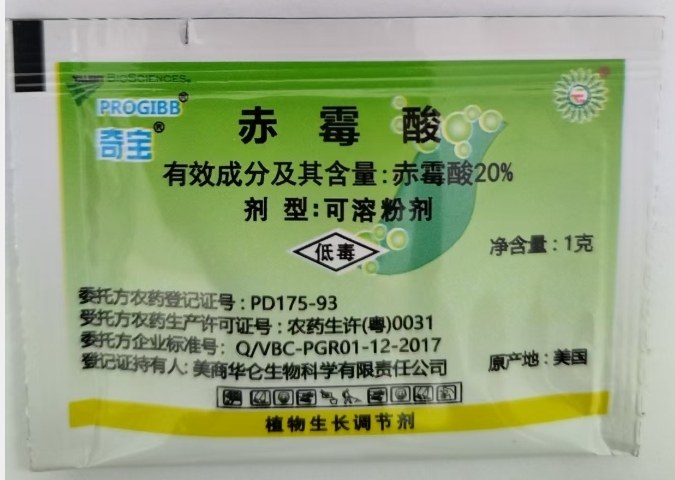 BIOSCIENCES
PROGIBB®
奇宝®
赤霉酸
有效成分及其含量:赤霉酸20%
剂 型:可溶粉剂
低毒
净含量:1克
委托方农药登记证号:PD175-93
受托方农药生产许可证号:农药生许(粤)0031
委托方企业标准号: Q/VBC-PGR01-12-2017
登记证持有人:美商华仑生物科学有限责任公司
原产地:美国
植物生长调节剂